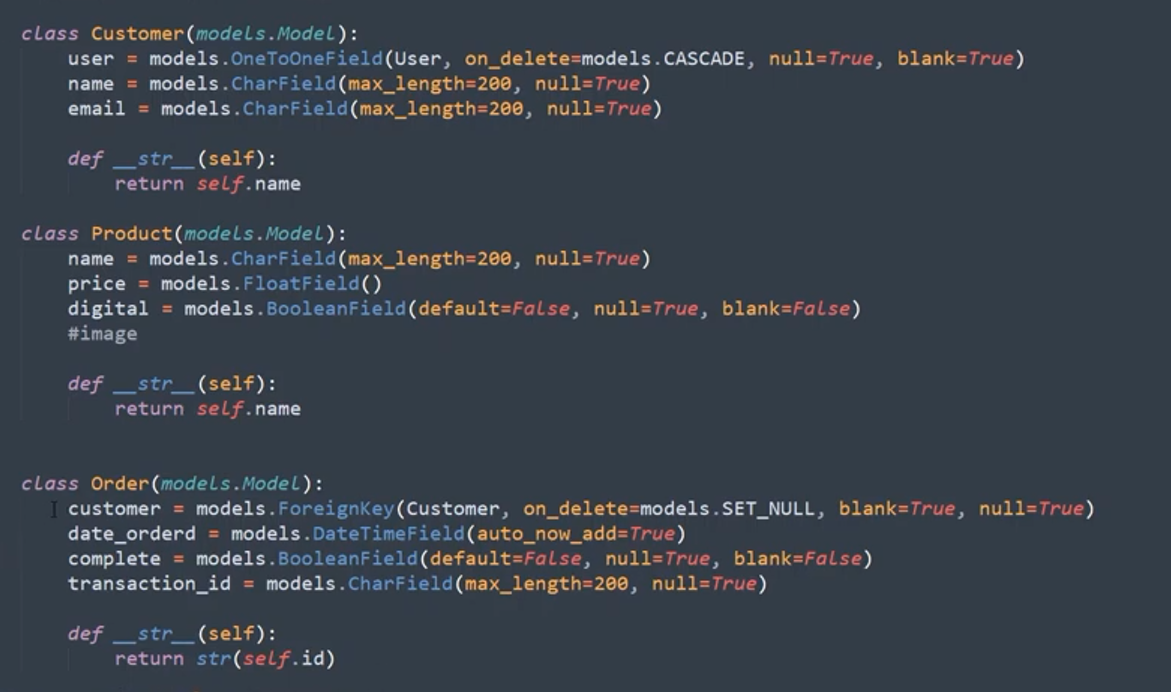 class Customer(models.Model):
    user = models.OneToOneField(User, on_delete=models.CASCADE, null=True, blank=True)
    name = models.CharField(max_length=200, null=True)
    email = models.CharField(max_length=200, null=True)
    def __str__(self):
        return self.name
class Product(models.Model):
    name = models.CharField(max_length=200, null=True)
    price = models.FloatField()
    digital = models.BooleanField(default=False, null=True, blank=False)
    #image
    def __str__(self):
        return self.name
class Order(models.Model):
    customer = models.ForeignKey(Customer, on_delete=models.SET_NULL, blank=True, null=True)
    date_orderd = models.DateTimeField(auto_now_add=True)
    complete = models.BooleanField(default=False, null=True, blank=False)
    transaction_id = models.CharField(max_length=200, null=True)
    def __str__(self):
        return str(self.id)